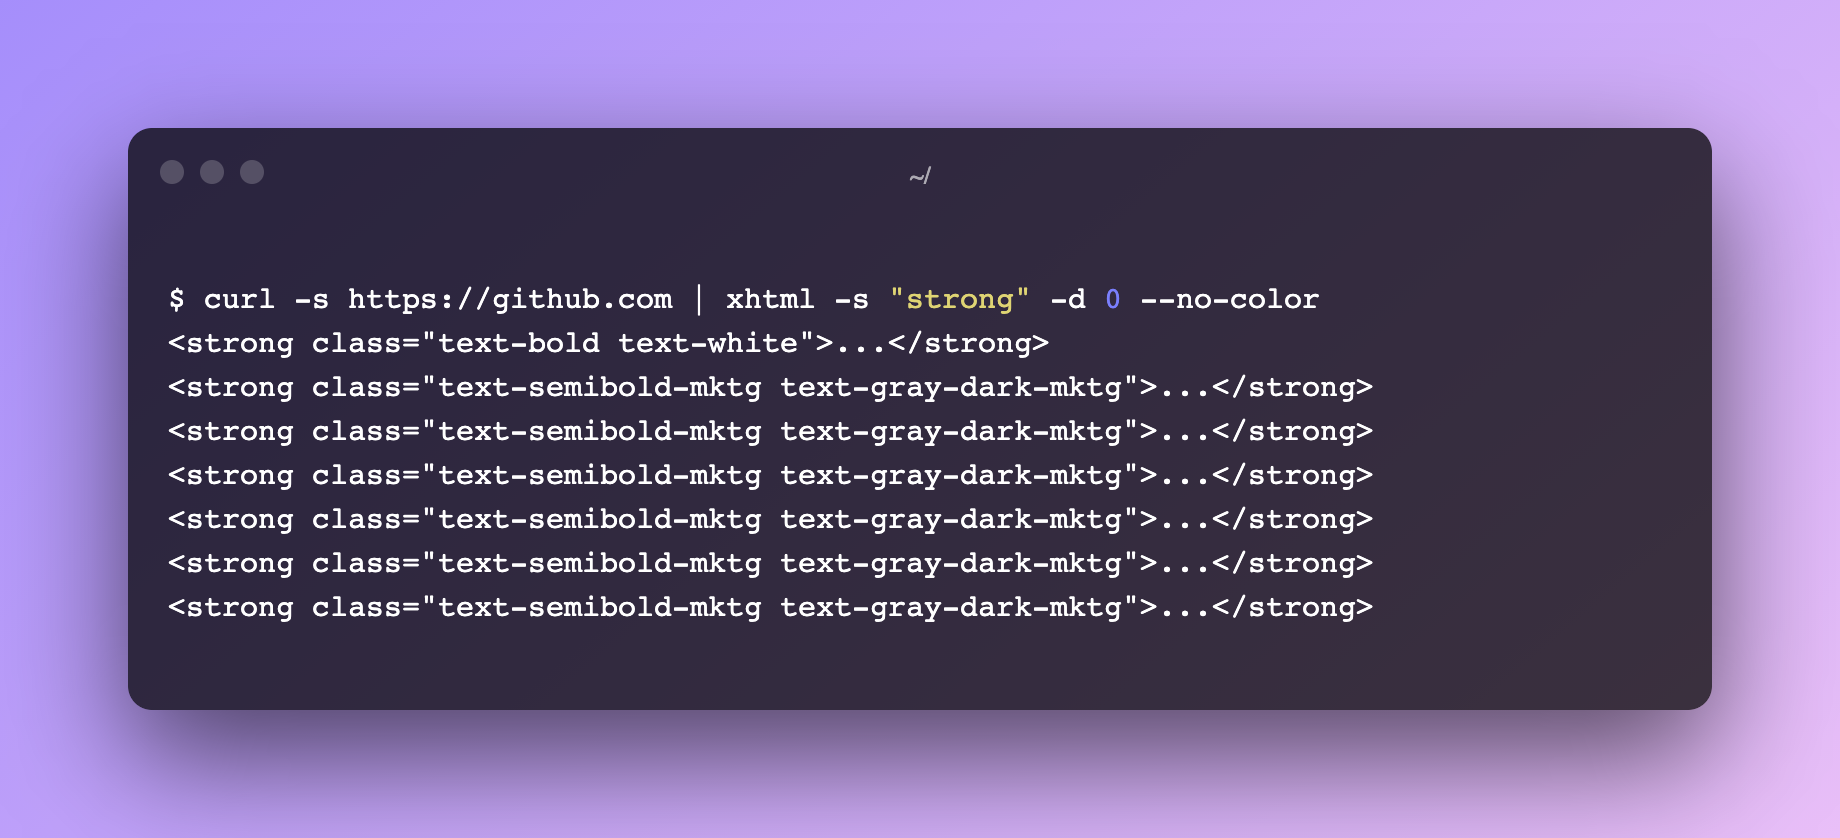 ~/
$ curl -s https://github.com | xhtml -s "strong" -d 0 --no-color
<strong class="text-bold text-white">...</strong>
<strong class="text-semibold-mktg text-gray-dark-mktg">...</strong>
<strong class="text-semibold-mktg text-gray-dark-mktg">...</strong>
<strong class="text-semibold-mktg text-gray-dark-mktg">...</strong>
<strong class="text-semibold-mktg text-gray-dark-mktg">...</strong>
<strong class="text-semibold-mktg text-gray-dark-mktg">...</strong>
<strong class="text-semibold-mktg text-gray-dark-mktg">...</strong>